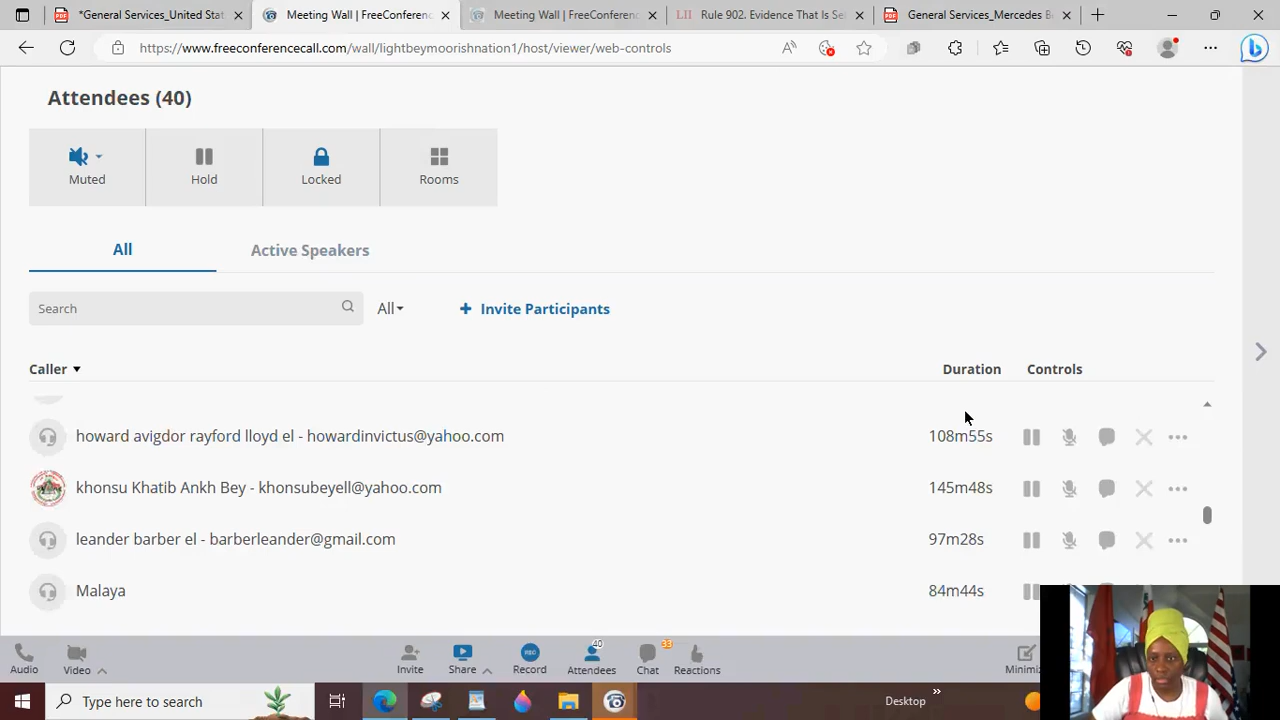 *General Services_United Stat
Meeting Wall | FreeConferenc
Meeting Wall | FreeConferenc
Rule 902. Evidence That Is Sel
General Services_Mercedes Be
https://www.freeconferencecall.com/wall/lightbeymoorishnation1/host/viewer/web-controls
Attendees (40)
Muted Hold Locked Rooms
All Active Speakers
Search All + Invite Participants
Caller Duration Controls
howard avigdor rayford lloyd el - howardinvictus@yahoo.com 108m55s
khonsu Khatib Ankh Bey - khonsubeyell@yahoo.com 145m48s
leander barber el - barberleander@gmail.com 97m28s
Malaya 84m44s
40 33
Audio Video Invite Share Record Attendees Chat Reactions Minimi
Type here to search Desktop »